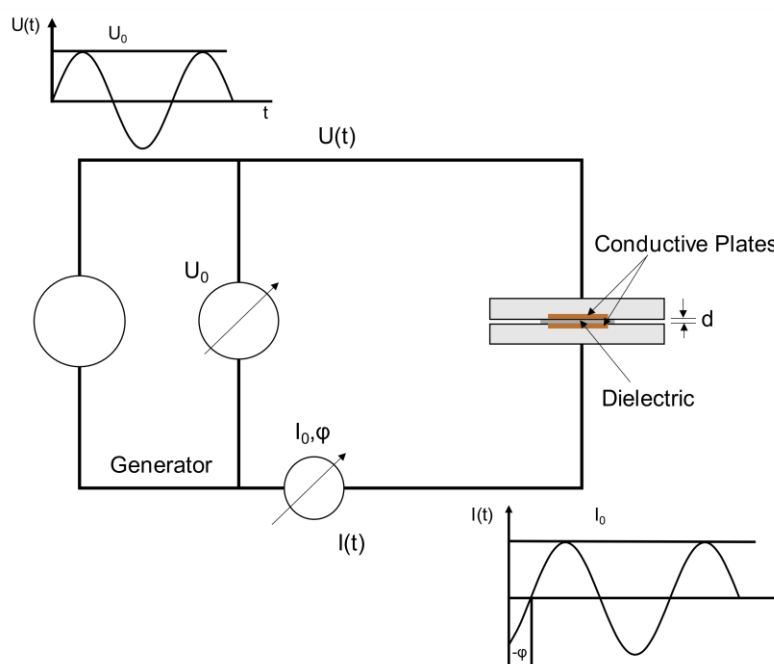 U(t)
U₀
t
U(t)
Conductive Plates
U₀
d
Dielectric
I₀,φ
Generator
I(t)
I(t)
I₀
-φ